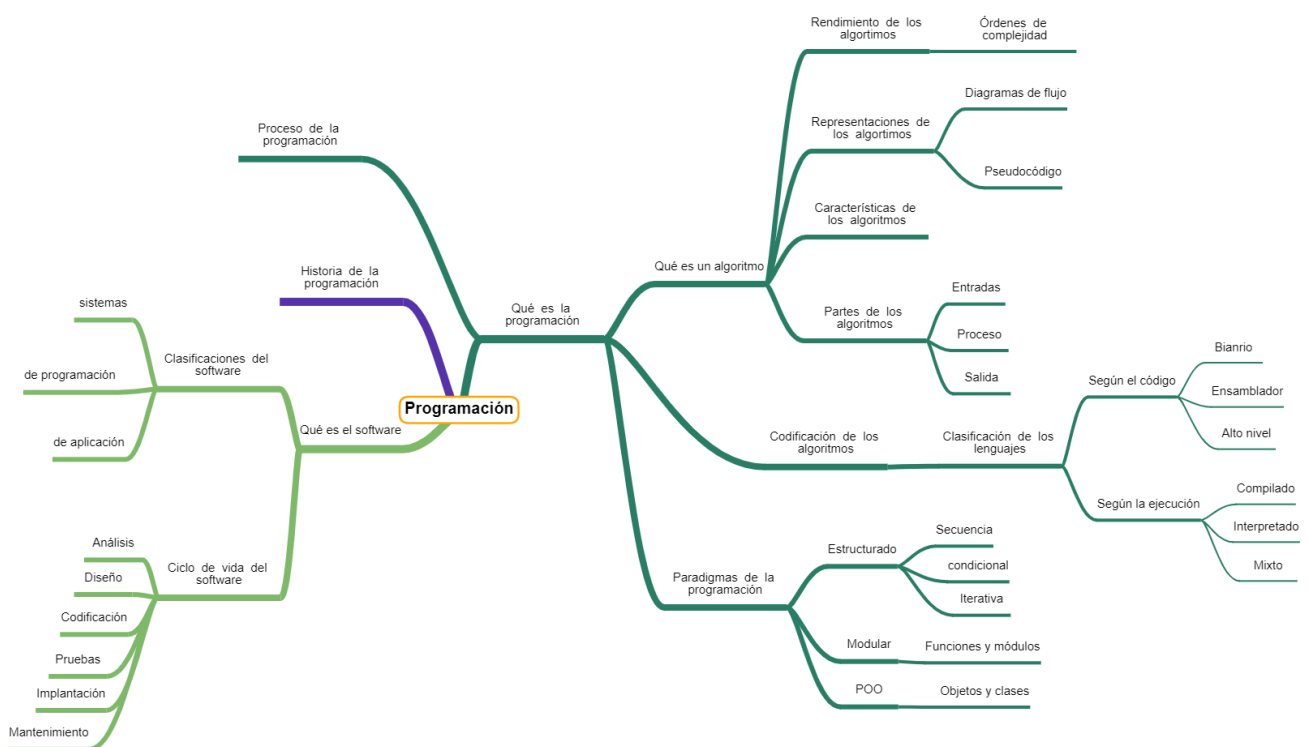 Programación
Qué es la
programación
Proceso de la
programación
Qué es un algoritmo
Rendimiento de los
algortimos
Órdenes de
complejidad
Representaciones de
los algortimos
Diagramas de flujo
Pseudocódigo
Características de
los algoritmos
Partes de los
algoritmos
Entradas
Proceso
Salida
Codificación de los
algoritmos
Clasificación de los
lenguajes
Según el código
Bianrio
Ensamblador
Alto nivel
Según la ejecución
Compilado
Interpretado
Mixto
Paradigmas de la
programación
Estructurado
Secuencia
condicional
Iterativa
Modular
Funciones y módulos
POO
Objetos y clases
Historia de la
programación
Qué es el software
Clasificaciones del
software
sistemas
de programación
de aplicación
Ciclo de vida del
software
Análisis
Diseño
Codificación
Pruebas
Implantación
Mantenimiento